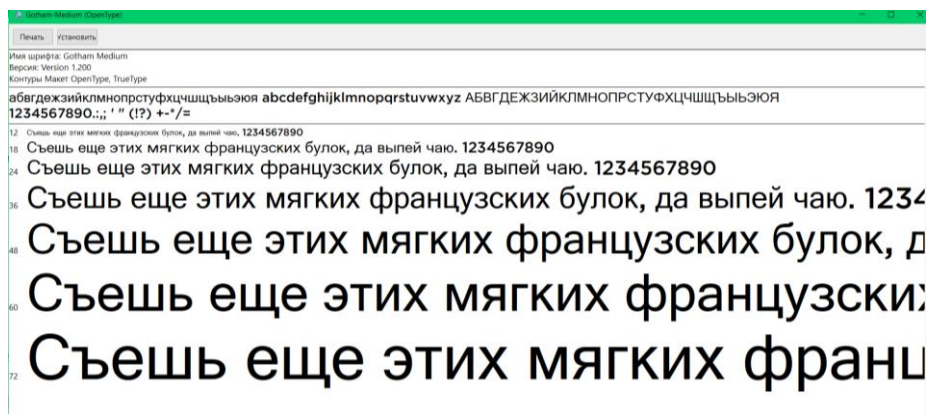 Gotham-Medium (OpenType)
Печать Установить
Имя шрифта: Gotham Medium
Версия: Version 1.200
Контуры Макет OpenType, TrueType
абвгдежзийклмнопрстуфхцчшщъыьэюя abcdefghijklmnopqrstuvwxyz АБВГДЕЖЗИЙКЛМНОПРСТУФХЦЧШЩЪЫЬЭЮЯ
1234567890.:,; ' " (!?) +-*/=
12 Съешь еще этих мягких французских булок, да выпей чаю. 1234567890
18 Съешь еще этих мягких французских булок, да выпей чаю. 1234567890
24 Съешь еще этих мягких французских булок, да выпей чаю. 1234567890
36 Съешь еще этих мягких французских булок, да выпей чаю. 1234
48 Съешь еще этих мягких французских булок, д
60 Съешь еще этих мягких французских
72 Съешь еще этих мягких франц